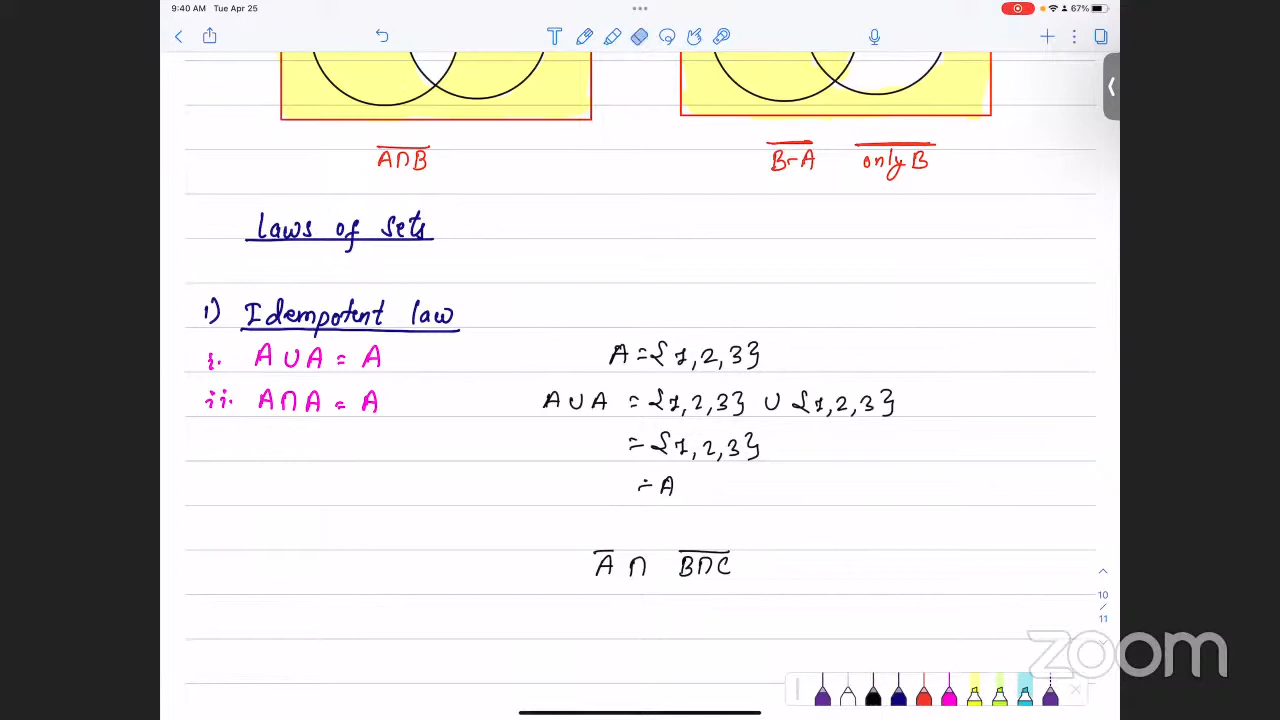 9:40 AM Tue Apr 25
67%
A∩B̅
B-A only B
Laws of sets
1) Idempotent law
i. A ∪ A = A
A = {1, 2, 3}
ii. A ∩ A = A
A ∪ A = {1, 2, 3} ∪ {1, 2, 3}
= {1, 2, 3}
= A
A̅ ∩ B̅∩̅C̅
10
/
11
zoom